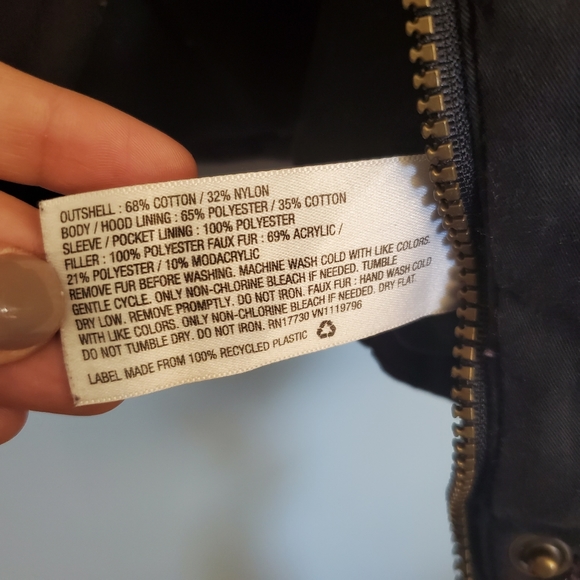 OUTSHELL : 68% COTTON / 32% NYLON
BODY / HOOD LINING : 65% POLYESTER / 35% COTTON
SLEEVE / POCKET LINING : 100% POLYESTER
FILLER : 100% POLYESTER FAUX FUR : 69% ACRYLIC /
21% POLYESTER / 10% MODACRYLIC
REMOVE FUR BEFORE WASHING. MACHINE WASH COLD WITH LIKE COLORS.
GENTLE CYCLE. ONLY NON-CHLORINE BLEACH IF NEEDED. TUMBLE
DRY LOW. REMOVE PROMPTLY. DO NOT IRON. FAUX FUR : HAND WASH COLD
WITH LIKE COLORS. ONLY NON-CHLORINE BLEACH IF NEEDED. DRY FLAT.
DO NOT TUMBLE DRY. DO NOT IRON. RN17730 VN1119796
LABEL MADE FROM 100% RECYCLED PLASTIC